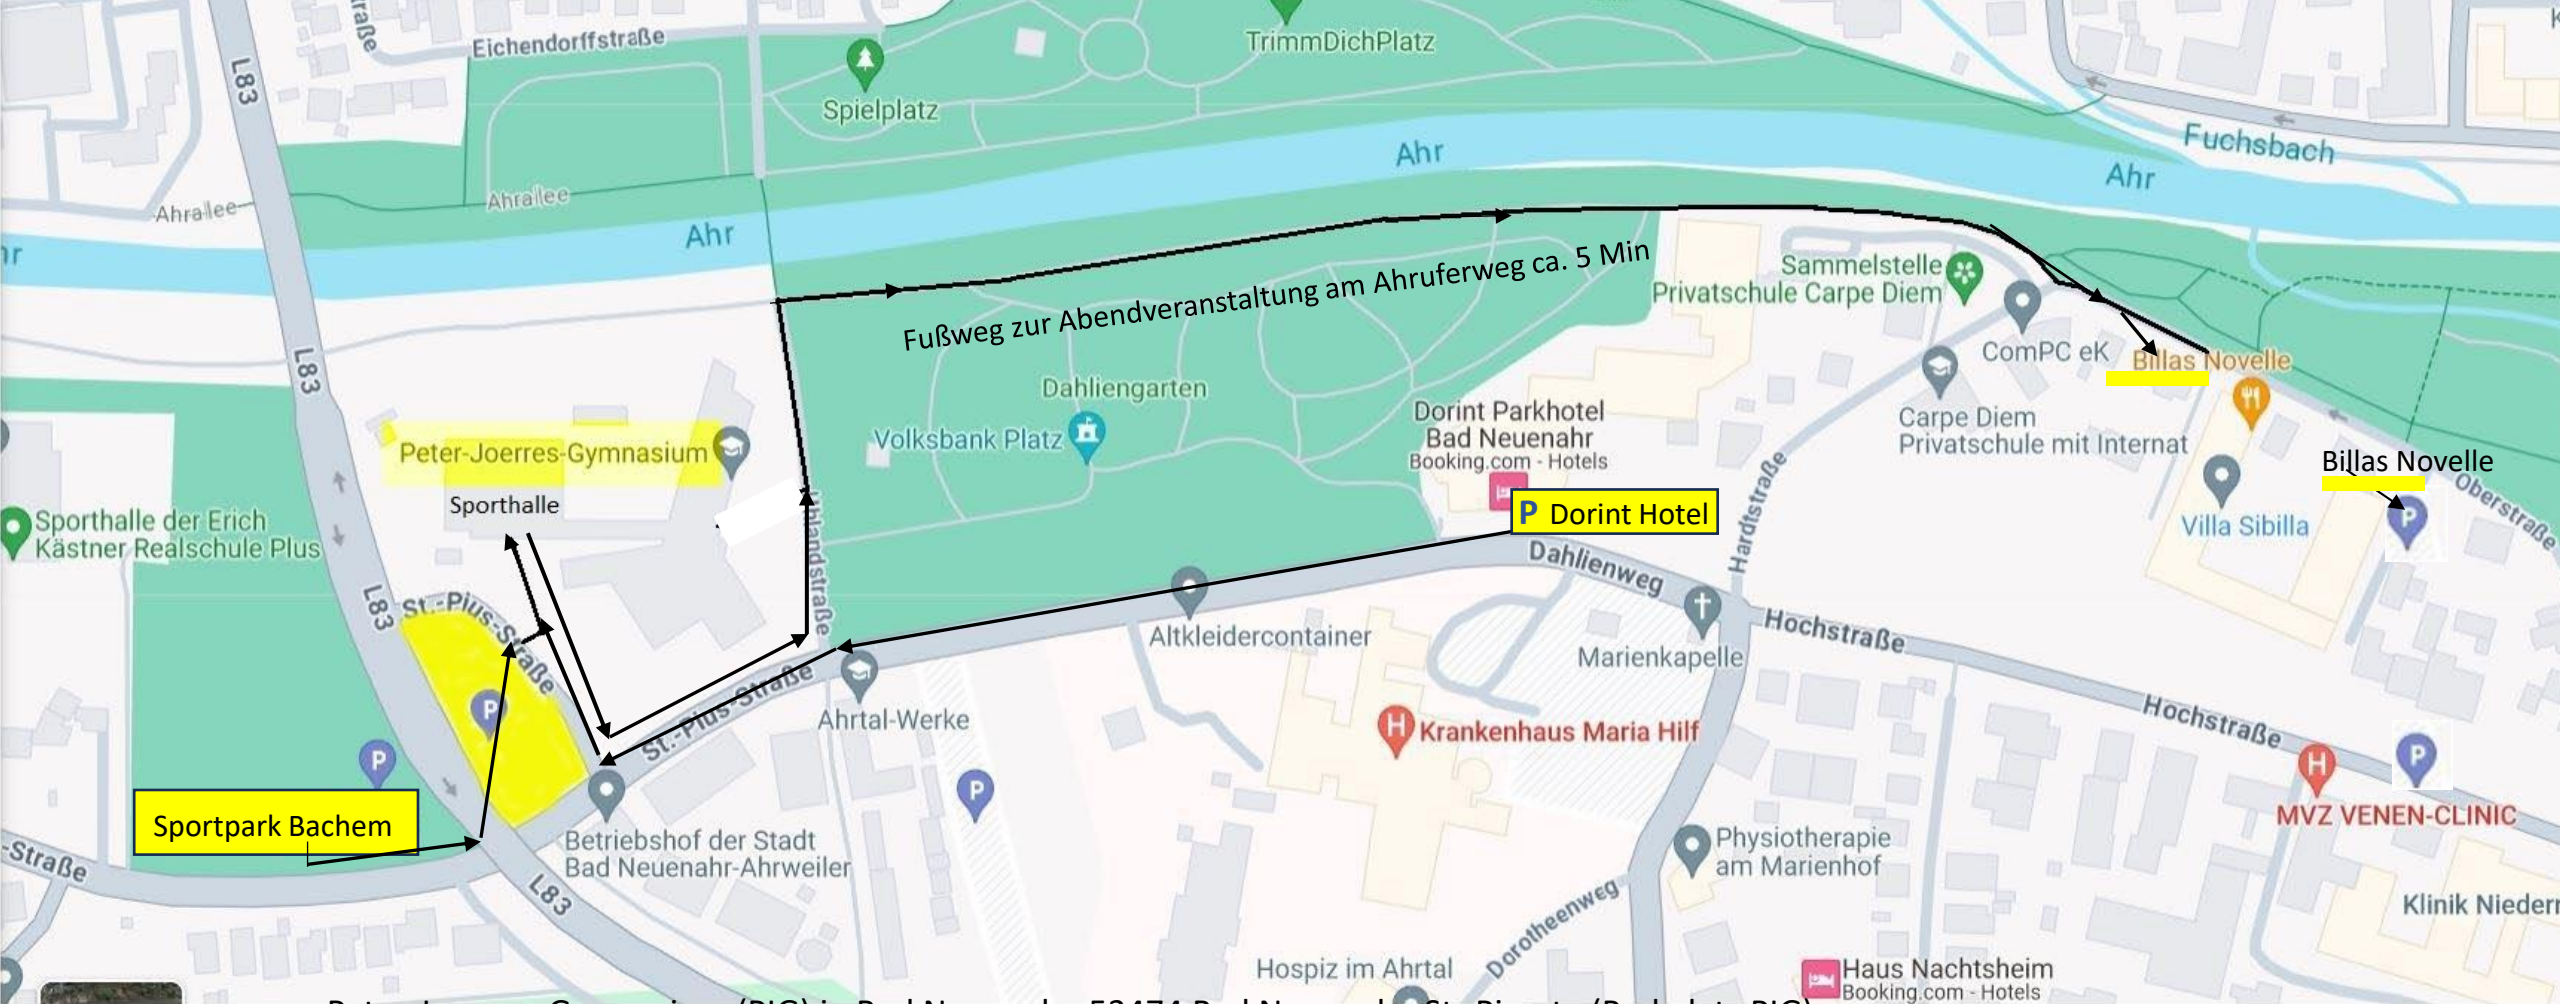 Eichendorffstraße
L83
Spielplatz
TrimmDichPlatz
Ahr
Fuchsbach
Ahr
Ahrallee
Ahrallee
Ahr
Fußweg zur Abendveranstaltung am Ahruferweg ca. 5 Min
Sammelstelle
Privatschule Carpe Diem
ComPC eK
Billas Novelle
L83
Dahliengarten
Volksbank Platz
Dorint Parkhotel
Bad Neuenahr
Booking.com - Hotels
Carpe Diem
Privatschule mit Internat
Peter-Joerres-Gymnasium
Sporthalle
Billas Novelle
P
Oberstraße
Villa Sibilla
P Dorint Hotel
Hardtstraße
Uhlandstraße
Sporthalle der Erich
Kästner Realschule Plus
Dahlienweg
L83
St.-Pius-Straße
Altkleidercontainer
Marienkapelle
Hochstraße
P
St.-Pius-Straße
Ahrtal-Werke
H Krankenhaus Maria Hilf
Hochstraße
P
P
P
H
MVZ VENEN-CLINIC
Sportpark Bachem
Betriebshof der Stadt
Bad Neuenahr-Ahrweiler
Physiotherapie
am Marienhof
-Straße
L83
Dorotheenweg
Hospiz im Ahrtal
Haus Nachtsheim
Booking.com - Hotels